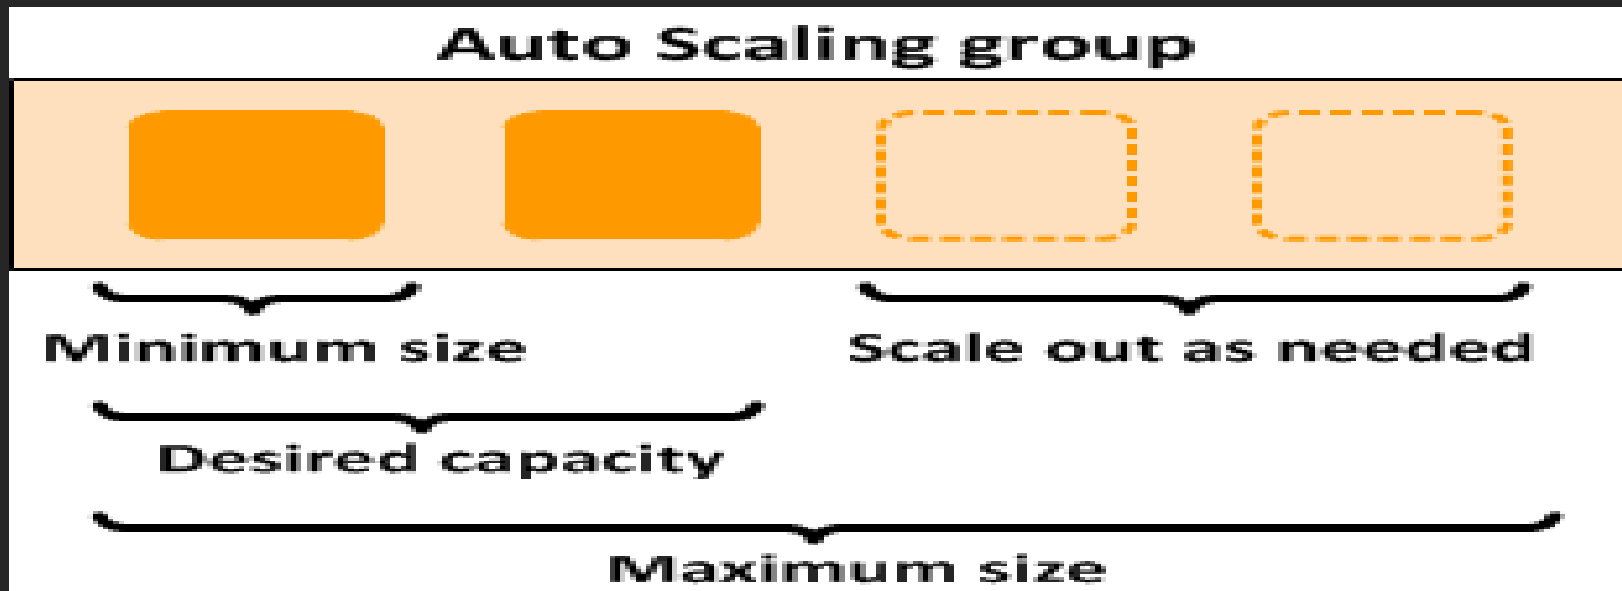 Auto Scaling group
Minimum size
Scale out as needed
Desired capacity
Maximum size